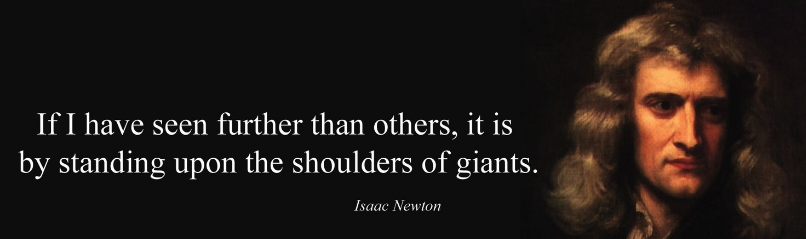 If I have seen further than others, it is
by standing upon the shoulders of giants.
Isaac Newton